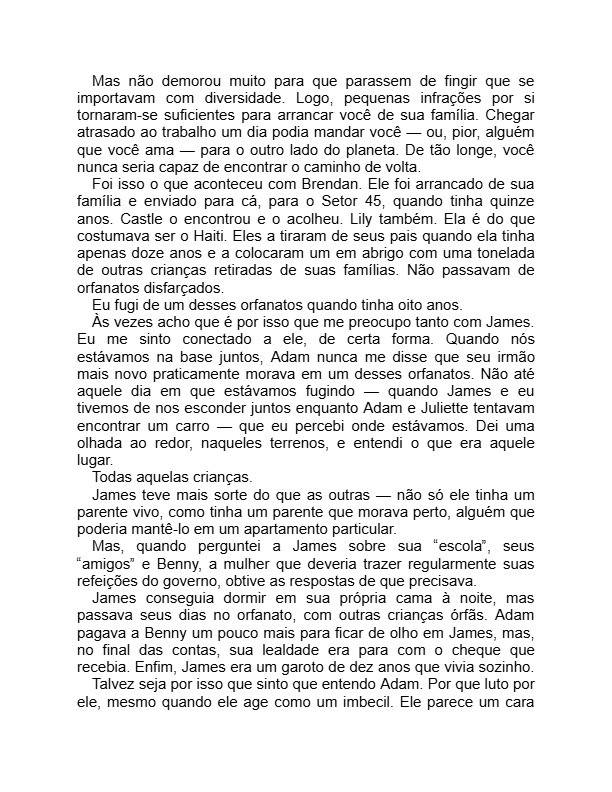 Mas não demorou muito para que parassem de fingir que se
importavam com diversidade. Logo, pequenas infrações por si
tornaram-se suficientes para arrancar você de sua família. Chegar
atrasado ao trabalho um dia podia mandar você — ou, pior, alguém
que você ama — para o outro lado do planeta. De tão longe, você
nunca seria capaz de encontrar o caminho de volta.
Foi isso o que aconteceu com Brendan. Ele foi arrancado de sua
família e enviado para cá, para o Setor 45, quando tinha quinze
anos. Castle o encontrou e o acolheu. Lily também. Ela é do que
costumava ser o Haiti. Eles a tiraram de seus pais quando ela tinha
apenas doze anos e a colocaram um em abrigo com uma tonelada
de outras crianças retiradas de suas famílias. Não passavam de
orfanatos disfarçados.
Eu fugi de um desses orfanatos quando tinha oito anos.
Às vezes acho que é por isso que me preocupo tanto com James.
Eu me sinto conectado a ele, de certa forma. Quando nós
estávamos na base juntos, Adam nunca me disse que seu irmão
mais novo praticamente morava em um desses orfanatos. Não até
aquele dia em que estávamos fugindo — quando James e eu
tivemos de nos esconder juntos enquanto Adam e Juliette tentavam
encontrar um carro — que eu percebi onde estávamos. Dei uma
olhada ao redor, naqueles terrenos, e entendi o que era aquele
lugar.
Todas aquelas crianças.
James teve mais sorte do que as outras — não só ele tinha um
parente vivo, como tinha um parente que morava perto, alguém que
poderia mantê-lo em um apartamento particular.
Mas, quando perguntei a James sobre sua “escola”, seus
“amigos” e Benny, a mulher que deveria trazer regularmente suas
refeições do governo, obtive as respostas de que precisava.
James conseguia dormir em sua própria cama à noite, mas
passava seus dias no orfanato, com outras crianças órfãs. Adam
pagava a Benny um pouco mais para ficar de olho em James, mas,
no final das contas, sua lealdade era para com o cheque que
recebia. Enfim, James era um garoto de dez anos que vivia sozinho.
Talvez seja por isso que sinto que entendo Adam. Por que luto por
ele, mesmo quando ele age como um imbecil. Ele parece um cara